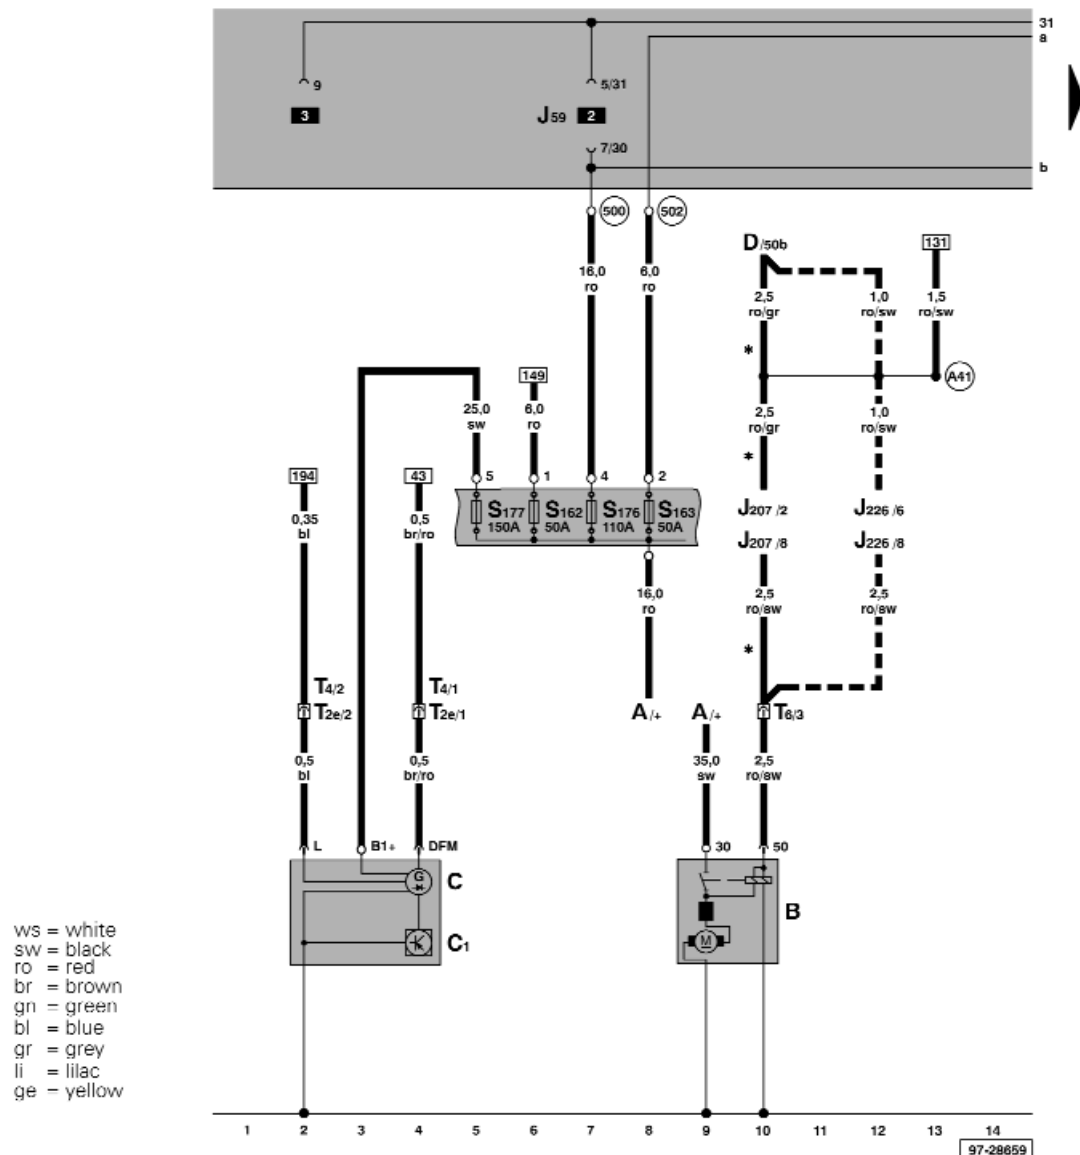 31
a
9
5/31
3
J59
2
7/30
b
500
502
D/50b
131
16,0
ro
6,0
ro
2,5
ro/gr
1,0
ro/sw
1,5
ro/sw
*
149
A41
25,0
sw
6,0
ro
2,5
ro/gr
1,0
ro/sw
*
194
43
5
1
4
2
S177
150A
S162
50A
S176
110A
S163
50A
J207 /2
J226 /6
0,35
bl
0,5
br/ro
J207 /8
J226 /8
16,0
ro
2,5
ro/sw
2,5
ro/sw
*
T4/2
T4/1
T2e/2
T2e/1
A/+
A/+
T6/3
0,5
bl
0,5
br/ro
35,0
sw
2,5
ro/sw
L
B1+
DFM
30
50
G
C
B
C1
M
ws = white
sw = black
ro = red
br = brown
gn = green
bl = blue
gr = grey
li = lilac
ge = yellow
1 2 3 4 5 6 7 8 9 10 11 12 13 14
97-28659